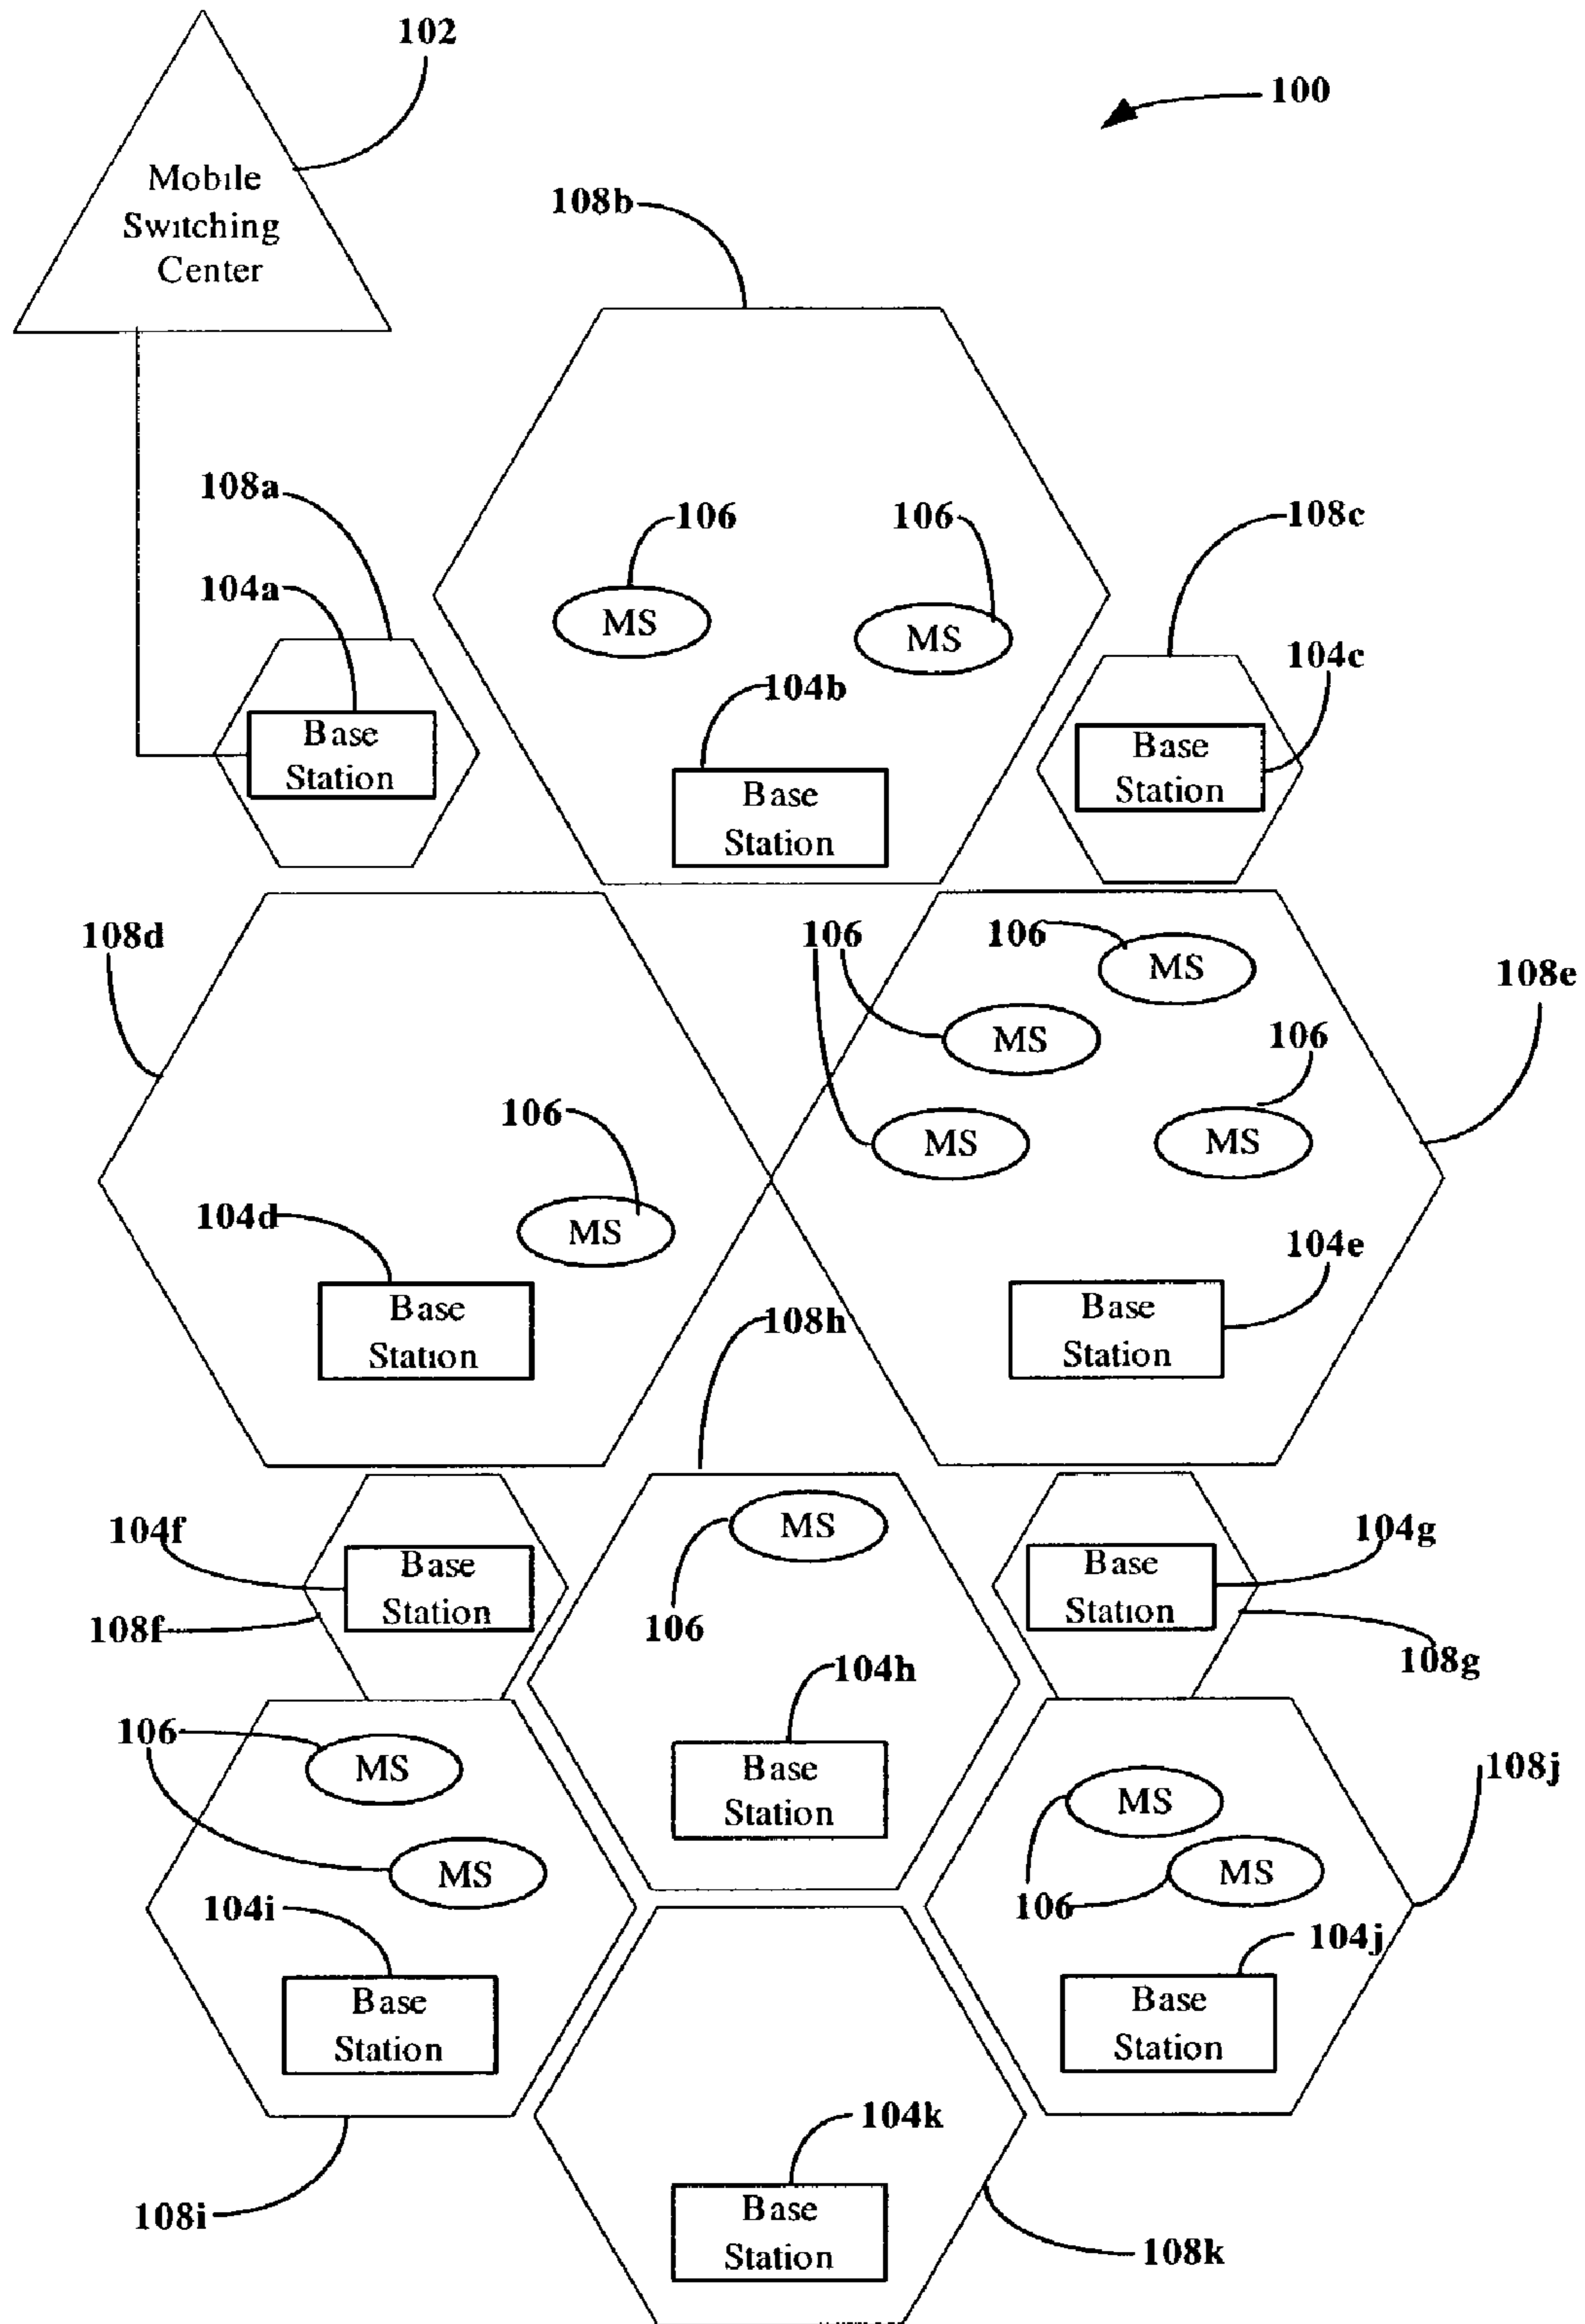 102
100
Mobile
Switching
Center
108b
108a
106
106
108c
104a
104c
104b
Base
Station
Base
Station
Base
Station
108d
106
106
MS
108e
MS
106
106
MS
MS
MS
MS
104d
MS
104e
Base
Station
Base
Station
108h
MS
104f
104g
Base
Station
Base
Station
108f
106
108g
104h
106
MS
Base
Station
MS
108j
MS
MS
104i
106
104j
Base
Station
Base
Station
104k
108i
Base
Station
108k